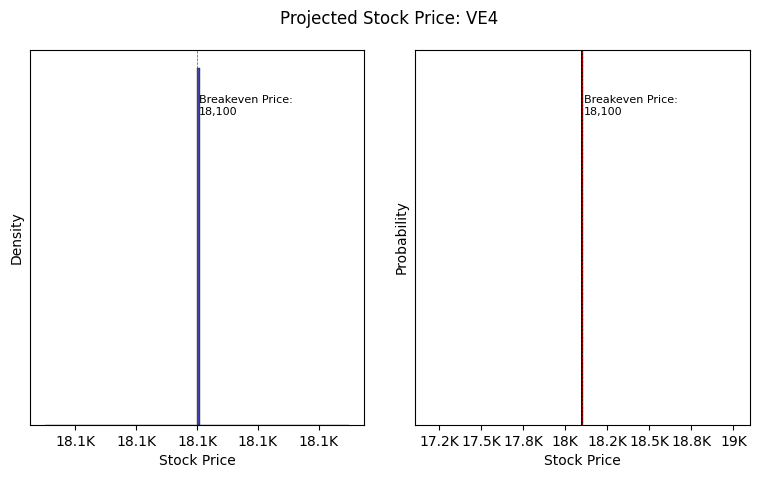 Projected Stock Price: VE4
Density
Breakeven Price:
18,100
18.1K 18.1K 18.1K 18.1K 18.1K
Stock Price
Probability
Breakeven Price:
18,100
17.2K 17.5K 17.8K 18K 18.2K 18.5K 18.8K 19K
Stock Price